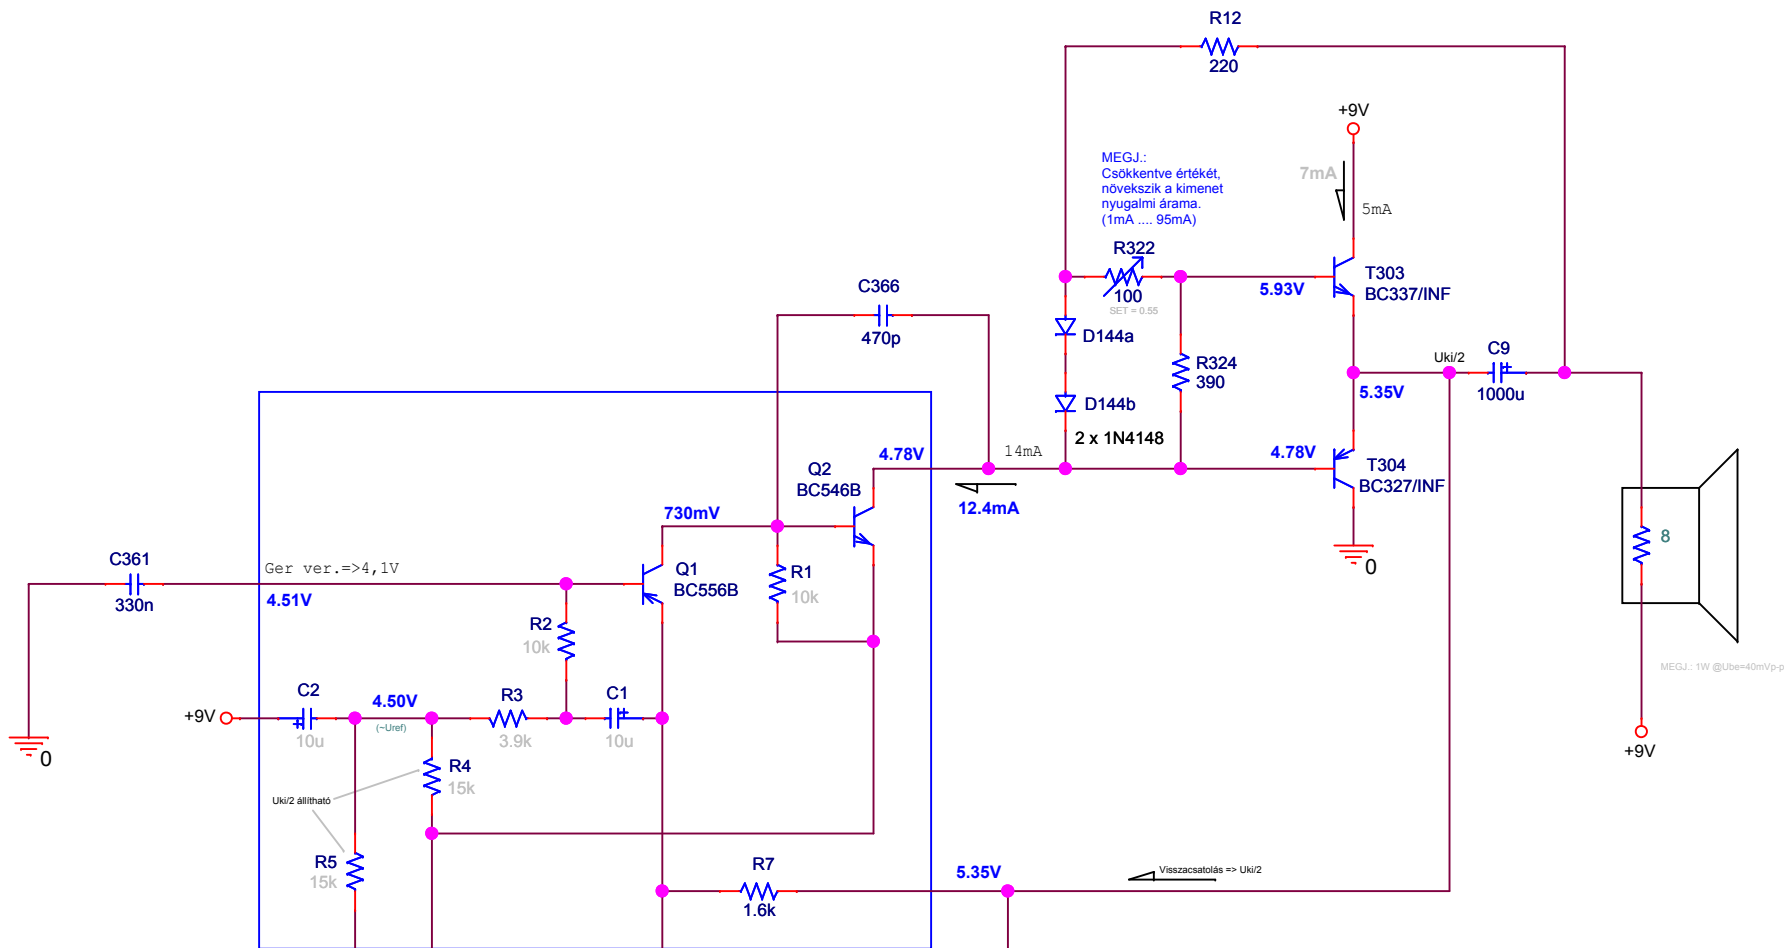 R12
220
+9V
MEGJ.:
Csökkentve értékét,
növekszik a kimenet
nyugalmi árama.
(1mA .... 95mA)
7mA
5mA
R322
100
SET = 0.55
5.93V
T303
BC337/INF
C366
470p
D144a
R324
390
D144b
2 x 1N4148
Uki/2
C9
1000u
5.35V
4.78V
14mA
4.78V
T304
BC327/INF
Q2
BC546B
12.4mA
730mV
0
8
C361
330n
Ger ver.=>4,1V
4.51V
Q1
BC556B
R1
10k
R2
10k
MEGJ.: 1W @Ube=40mVp-p
+9V
C2
10u
4.50V
(~Uref)
R3
3.9k
C1
10u
+9V
0
R4
15k
Uki/2 állítható
R5
15k
R7
1.6k
5.35V
Visszacsatolás => Uki/2